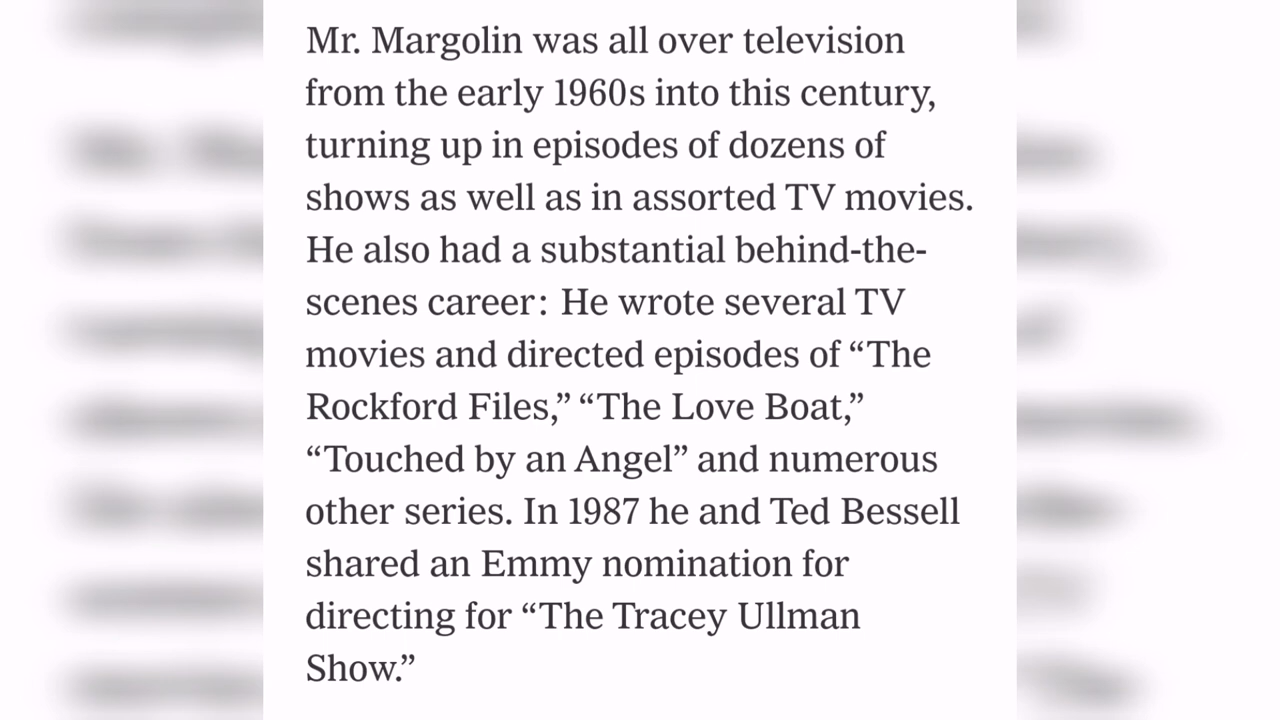 Mr. Margolin was all over television
from the early 1960s into this century,
turning up in episodes of dozens of
shows as well as in assorted TV movies.
He also had a substantial behind-the-
scenes career: He wrote several TV
movies and directed episodes of “The
Rockford Files,” “The Love Boat,”
“Touched by an Angel” and numerous
other series. In 1987 he and Ted Bessell
shared an Emmy nomination for
directing for “The Tracey Ullman
Show.”